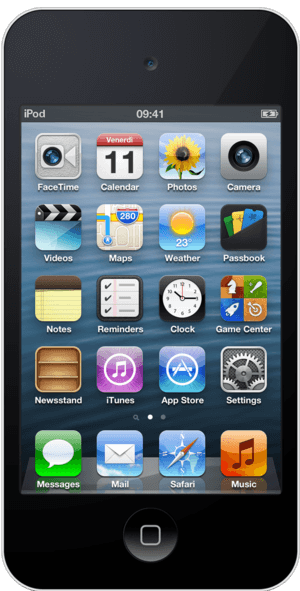 iPod 09:41
Venerdì
11
280
23°
FaceTime Calendar Photos Camera
Videos Maps Weather Passbook
Notes Reminders Clock Game Center
Newsstand iTunes App Store Settings
Messages Mail Safari Music